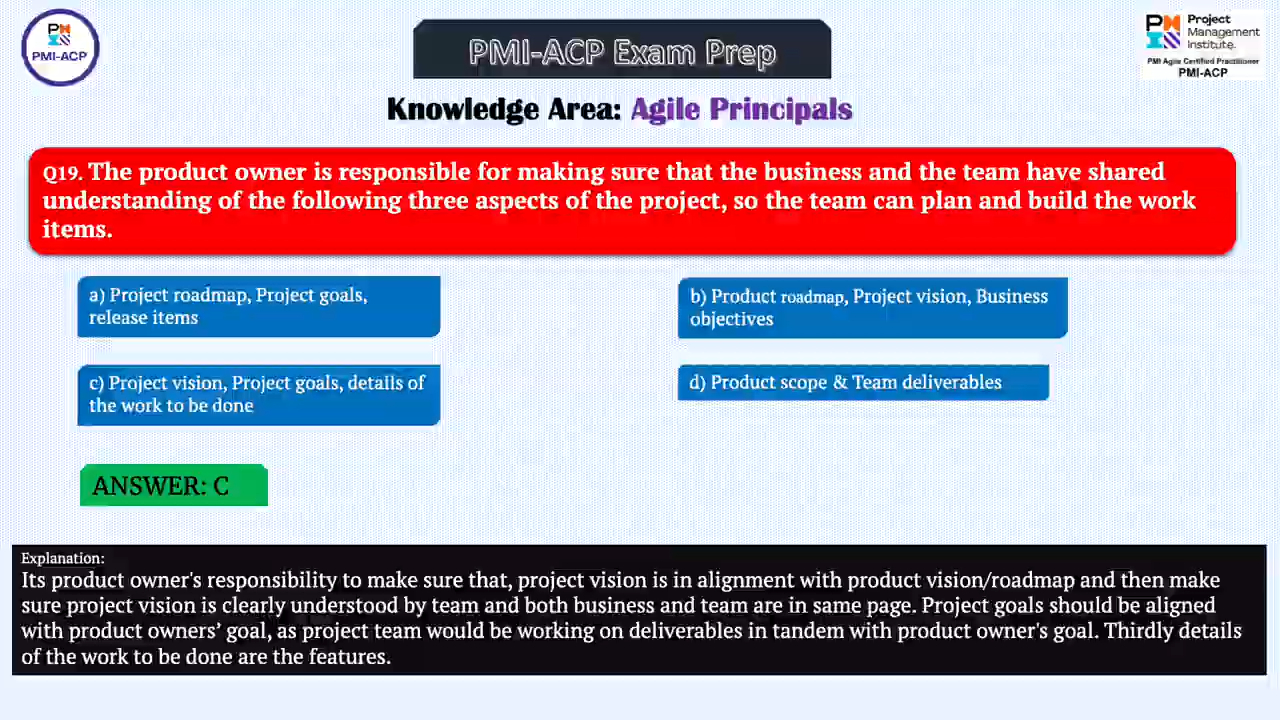 PMI-ACP
PMI-ACP Exam Prep
Project
Management
Institute.
PMI Agile Certified Practitioner
PMI-ACP
Knowledge Area: Agile Principals
Q19. The product owner is responsible for making sure that the business and the team have shared
understanding of the following three aspects of the project, so the team can plan and build the work
items.
a) Project roadmap, Project goals,
release items
b) Product roadmap, Project vision, Business
objectives
c) Project vision, Project goals, details of
the work to be done
d) Product scope & Team deliverables
ANSWER: C
Explanation:
Its product owner's responsibility to make sure that, project vision is in alignment with product vision/roadmap and then make
sure project vision is clearly understood by team and both business and team are in same page. Project goals should be aligned
with product owners’ goal, as project team would be working on deliverables in tandem with product owner's goal. Thirdly details
of the work to be done are the features.